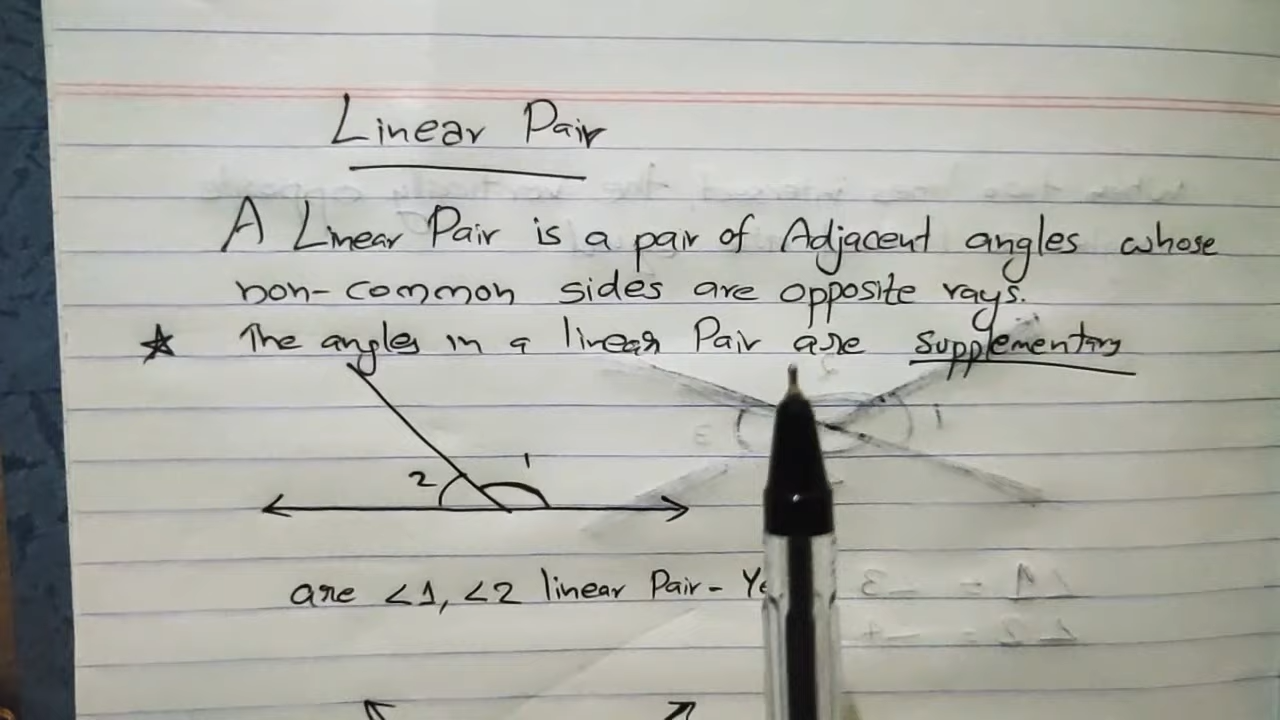 Linear Pair
A Linear Pair is a pair of Adjacent angles whose
non-common sides are opposite rays.
☆ The angles in a linear Pair are supplementary
2 1
are ∠1, ∠2 linear Pair -